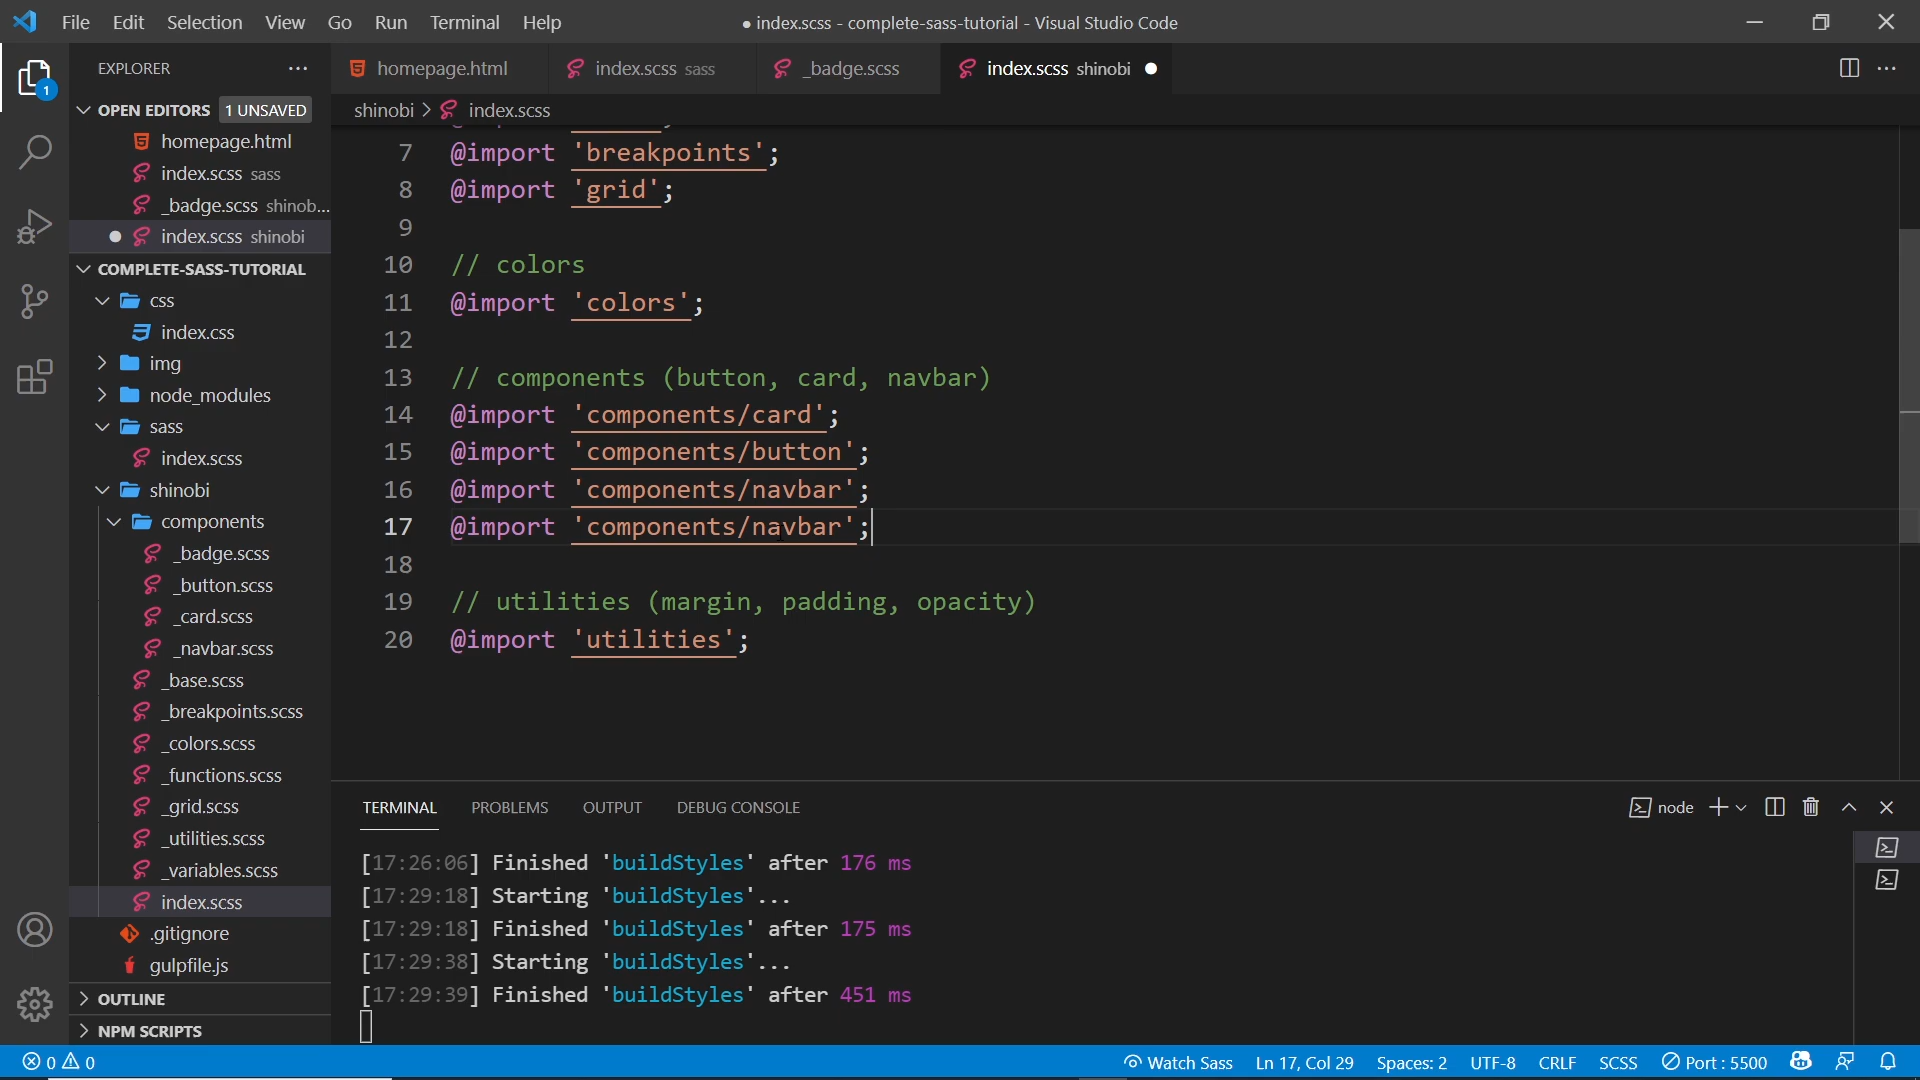 File Edit Selection View Go Run Terminal Help
● index.scss - complete-sass-tutorial - Visual Studio Code
EXPLORER
OPEN EDITORS 1 UNSAVED
homepage.html
index.scss sass
_badge.scss shinob...
index.scss shinobi
COMPLETE-SASS-TUTORIAL
css
index.css
img
node_modules
sass
index.scss
shinobi
components
_badge.scss
_button.scss
_card.scss
_navbar.scss
_base.scss
_breakpoints.scss
_colors.scss
_functions.scss
_grid.scss
_utilities.scss
_variables.scss
index.scss
.gitignore
gulpfile.js
OUTLINE
NPM SCRIPTS
1
homepage.html index.scss sass _badge.scss index.scss shinobi
shinobi > index.scss
7 @import 'breakpoints';
8 @import 'grid';
9
10 // colors
11 @import 'colors';
12
13 // components (button, card, navbar)
14 @import 'components/card';
15 @import 'components/button';
16 @import 'components/navbar';
17 @import 'components/navbar';
18
19 // utilities (margin, padding, opacity)
20 @import 'utilities';
TERMINAL PROBLEMS OUTPUT DEBUG CONSOLE
node
[17:26:06] Finished 'buildStyles' after 176 ms
[17:29:18] Starting 'buildStyles'...
[17:29:18] Finished 'buildStyles' after 175 ms
[17:29:38] Starting 'buildStyles'...
[17:29:39] Finished 'buildStyles' after 451 ms
0 0 Watch Sass Ln 17, Col 29 Spaces: 2 UTF-8 CRLF SCSS Port : 5500